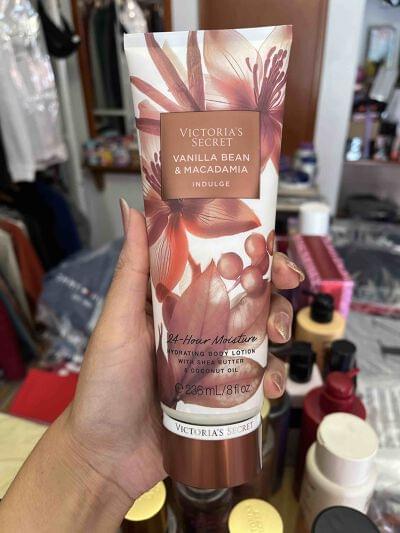 VICTORIA'S
SECRET
VANILLA BEAN
& MACADAMIA
INDULGE
24-Hour Moisture
HYDRATING BODY LOTION
WITH SHEA BUTTER
& COCONUT OIL
℮ 236 mL/8 fl oz
VICTORIA'S SECRET